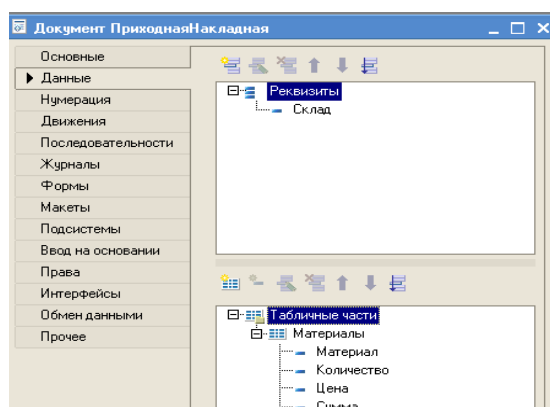 Документ ПриходнаяНакладная
Основные
Данные
Нумерация
Движения
Последовательности
Журналы
Формы
Макеты
Подсистемы
Ввод на основании
Права
Интерфейсы
Обмен данными
Прочее
Реквизиты
Склад
Табличные части
Материалы
Материал
Количество
Цена
Сумма